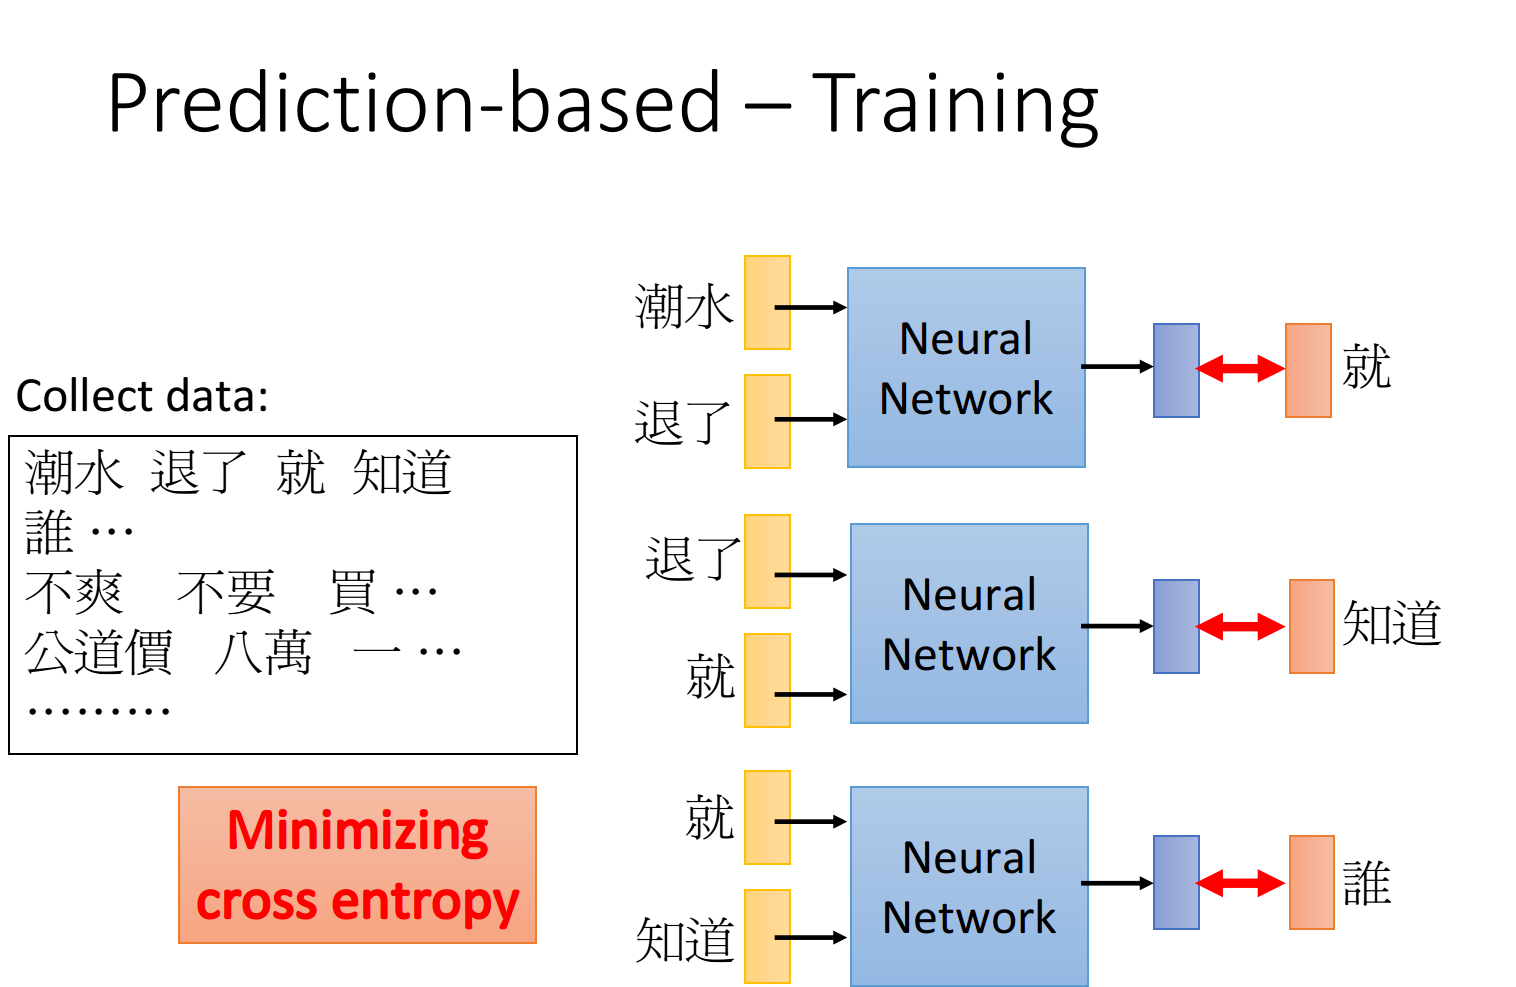 Prediction-based – Training
Collect data:
潮水 退了 就 知道
誰 …
不爽 不要 買 …
公道價 八萬 一 …
………
Minimizing
cross entropy
潮水
退了
Neural
Network
就
退了
就
Neural
Network
知道
就
知道
Neural
Network
誰